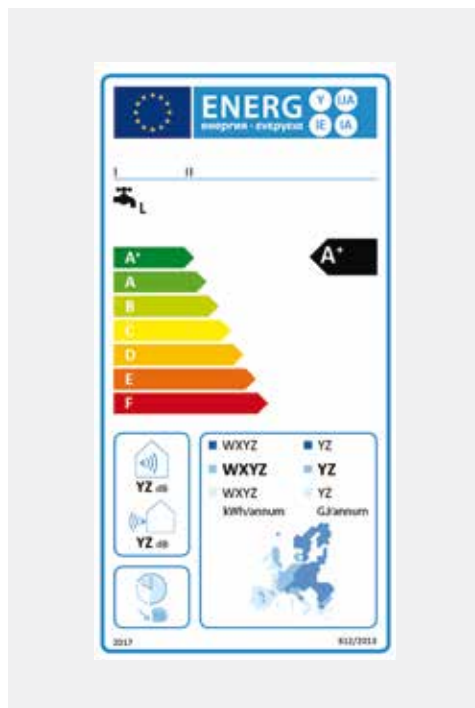 ENERG Y IJA
енергия · ενεργεια IE IA
I II
L
A⁺ A⁺
A
B
C
D
E
F
WXYZ YZ
WXYZ YZ
WXYZ YZ
kWh/annum GJ/annum
YZ dB
YZ dB
2017 812/2013